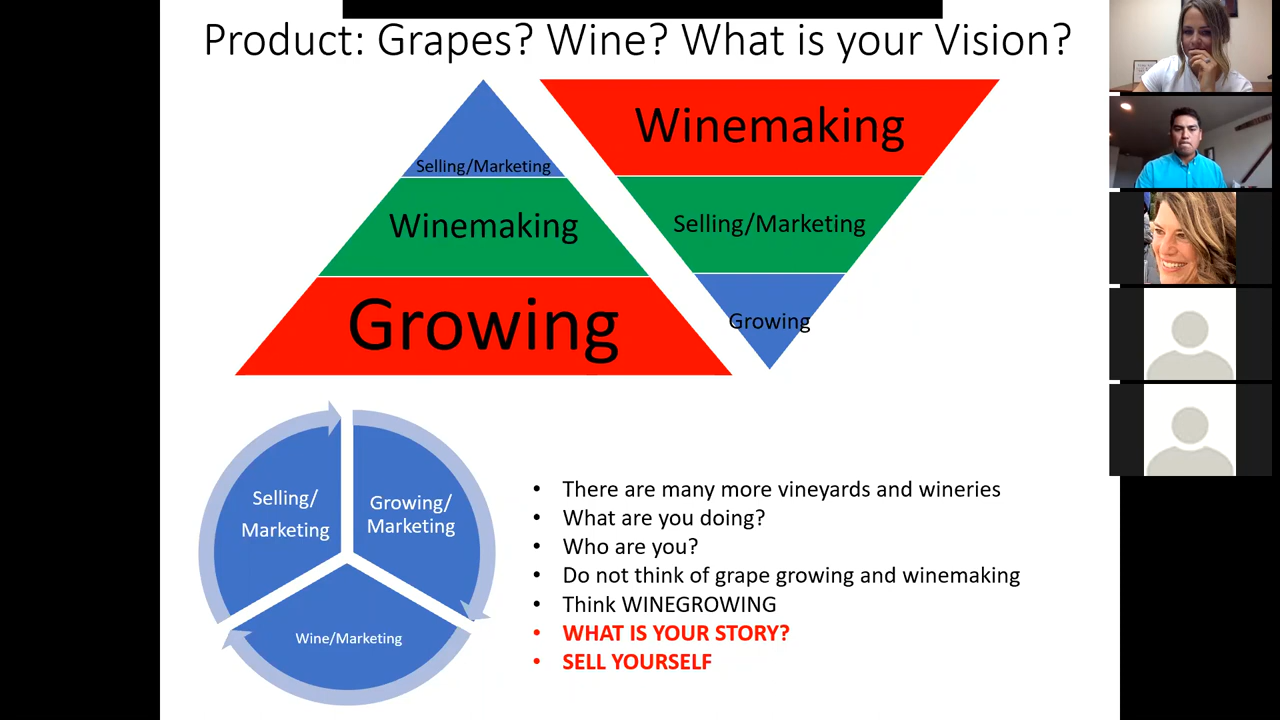 Product: Grapes? Wine? What is your Vision?
Selling/Marketing
Winemaking
Growing
Winemaking
Selling/Marketing
Growing
Selling/
Marketing
Growing/
Marketing
Wine/Marketing
• There are many more vineyards and wineries
• What are you doing?
• Who are you?
• Do not think of grape growing and winemaking
• Think WINEGROWING
• WHAT IS YOUR STORY?
• SELL YOURSELF